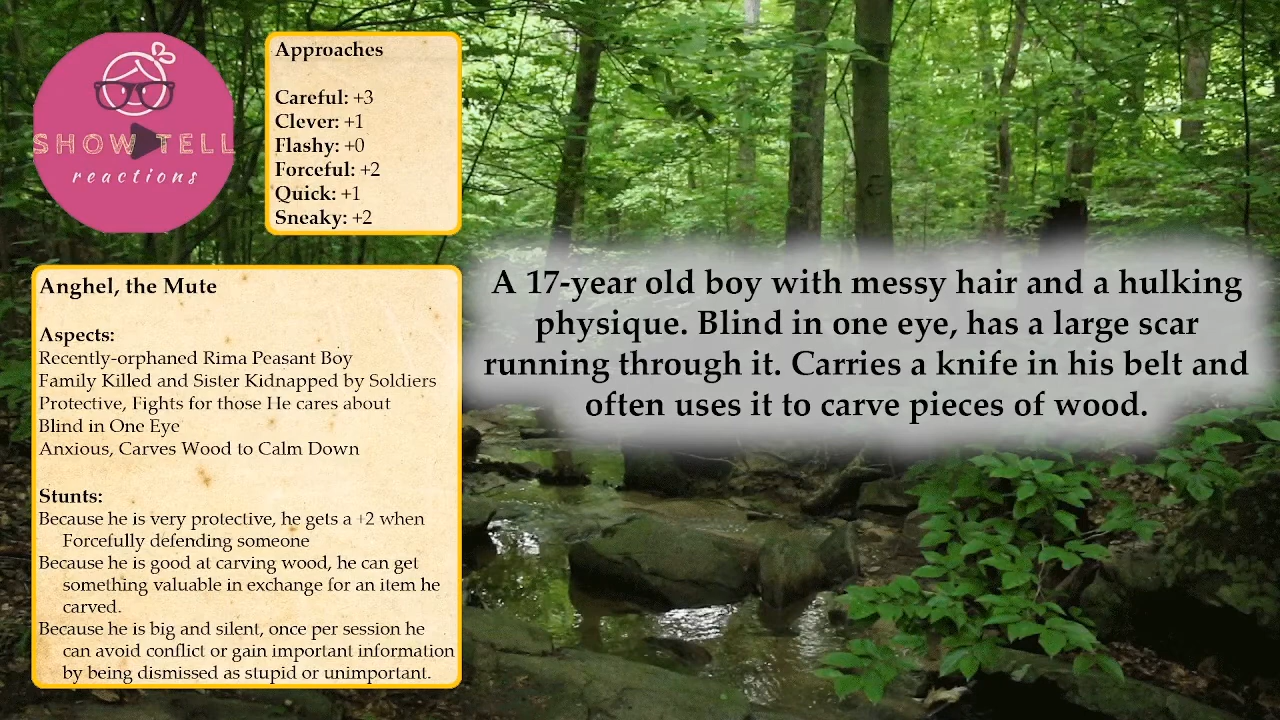 SHOW TELL
reactions
Approaches
Careful: +3
Clever: +1
Flashy: +0
Forceful: +2
Quick: +1
Sneaky: +2
Anghel, the Mute
Aspects:
Recently-orphaned Rima Peasant Boy
Family Killed and Sister Kidnapped by Soldiers
Protective, Fights for those He cares about
Blind in One Eye
Anxious, Carves Wood to Calm Down
Stunts:
Because he is very protective, he gets a +2 when
Forcefully defending someone
Because he is good at carving wood, he can get
something valuable in exchange for an item he
carved.
Because he is big and silent, once per session he
can avoid conflict or gain important information
by being dismissed as stupid or unimportant.
A 17-year old boy with messy hair and a hulking
physique. Blind in one eye, has a large scar
running through it. Carries a knife in his belt and
often uses it to carve pieces of wood.